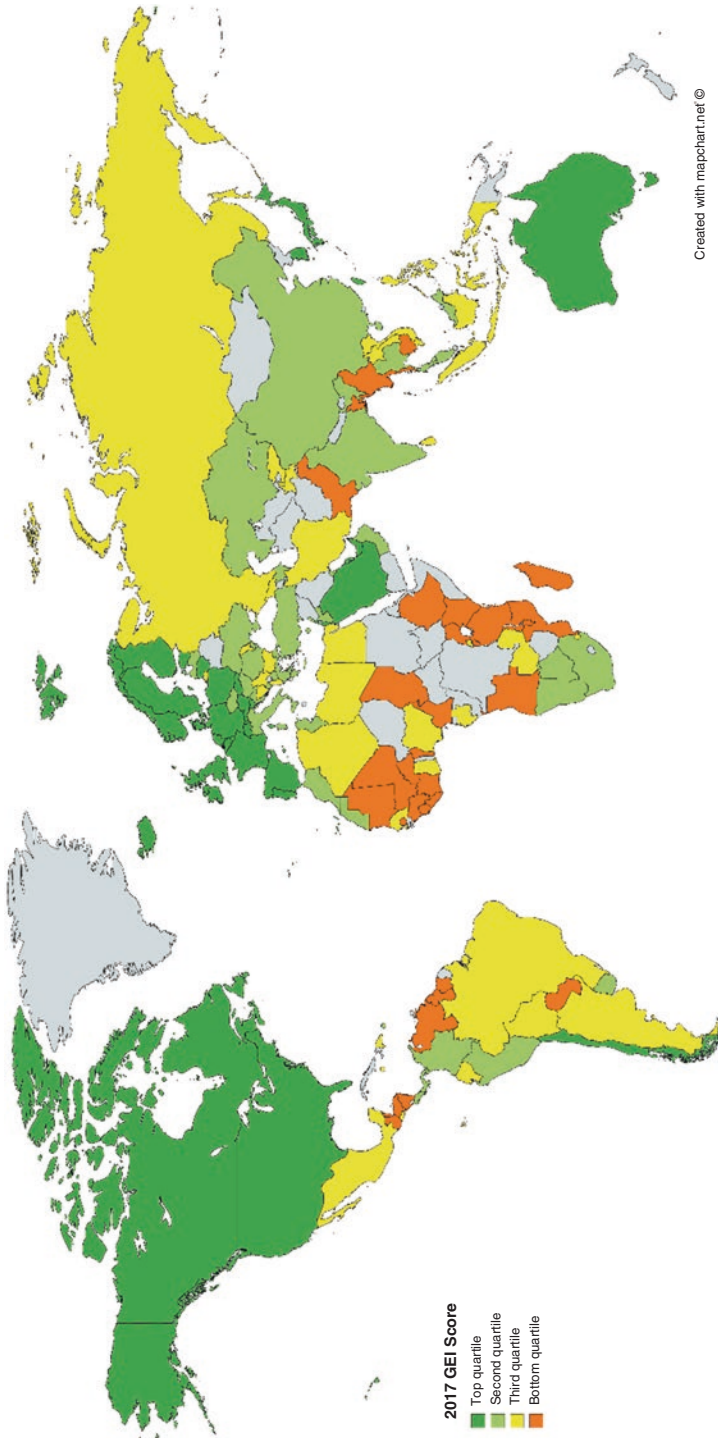 2017 GEI Score
Top quartile
Second quartile
Third quartile
Bottom quartile
Created with mapchart.net ©